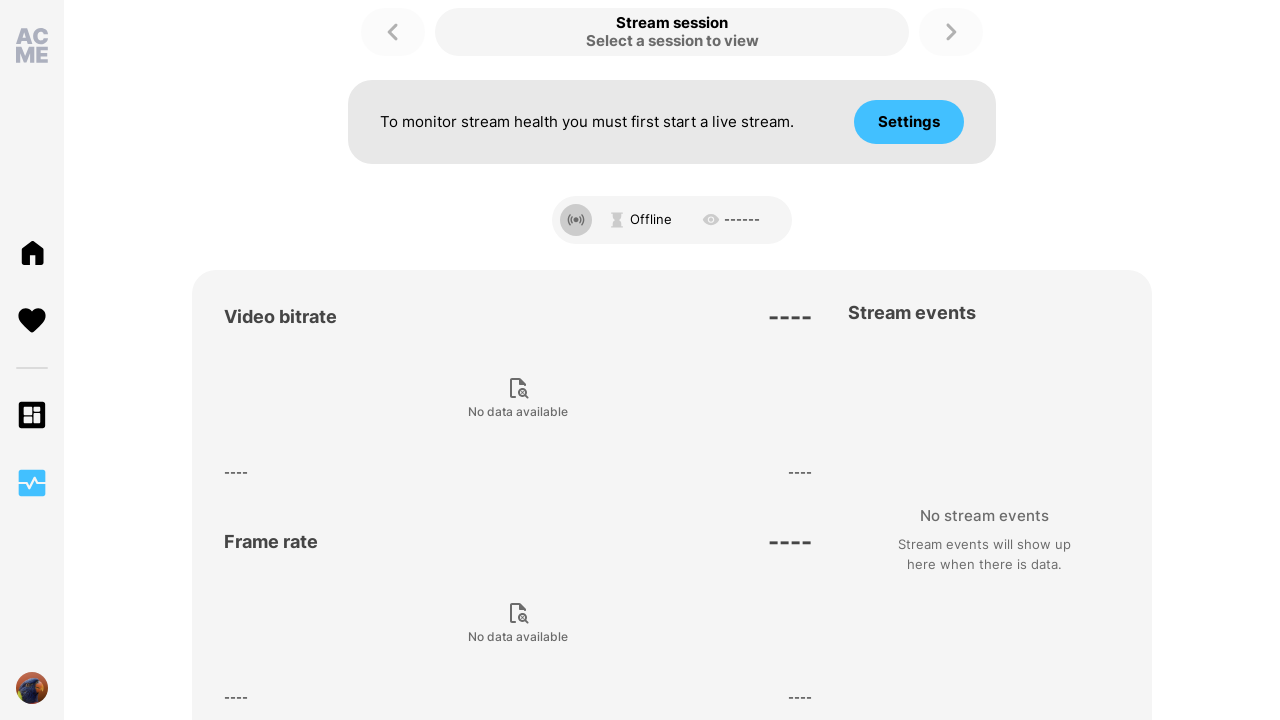 ACME
Stream session
Select a session to view
To monitor stream health you must first start a live stream.
Settings
Offline
------
Video bitrate
----
Stream events
No data available
----
----
No stream events
Stream events will show up
here when there is data.
Frame rate
----
No data available
----
----